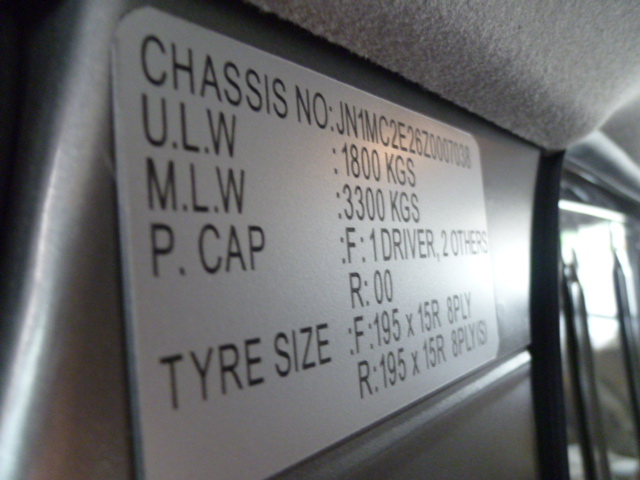 CHASSIS NO:JN1MC2E26Z0007038
U.L.W :1800 KGS
M.L.W :3300 KGS
P. CAP :F: 1 DRIVER, 2 OTHERS
R: 00
TYRE SIZE :F:195 x 15R 8PLY
R:195 x 15R 8PLY(S)